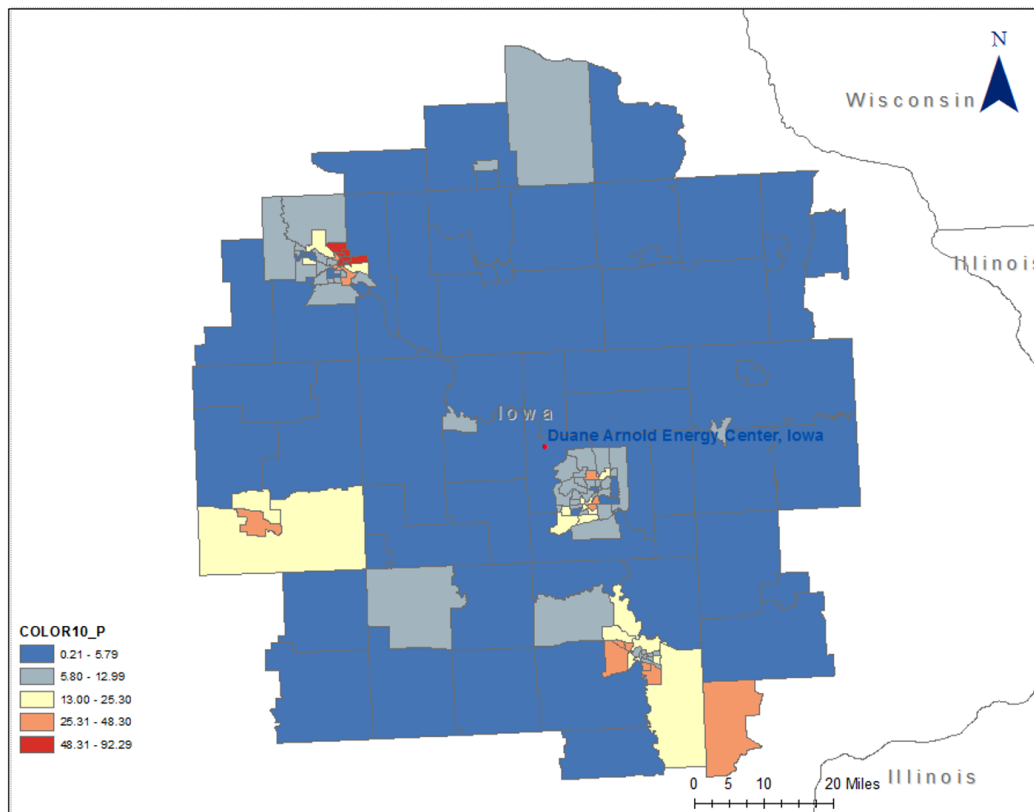 N
Wisconsin
Illinois
Iowa
Duane Arnold Energy Center, Iowa
COLOR10_P
0.21 - 5.79
5.80 - 12.99
13.00 - 25.30
25.31 - 48.30
48.31 - 92.29
0 5 10 20 Miles
Illinois